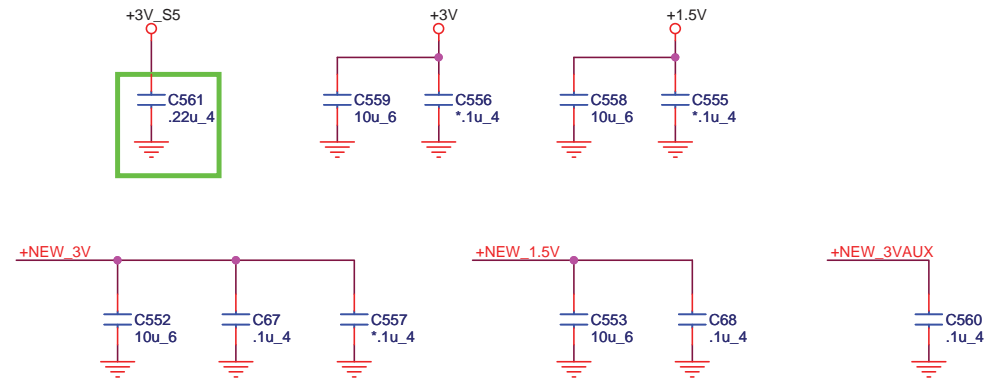 +3V_S5
+3V
+1.5V
C561
.22u_4
C559
10u_6
C556
*.1u_4
C558
10u_6
C555
*.1u_4
+NEW_3V
+NEW_1.5V
+NEW_3VAUX
C552
10u_6
C67
.1u_4
C557
*.1u_4
C553
10u_6
C68
.1u_4
C560
.1u_4